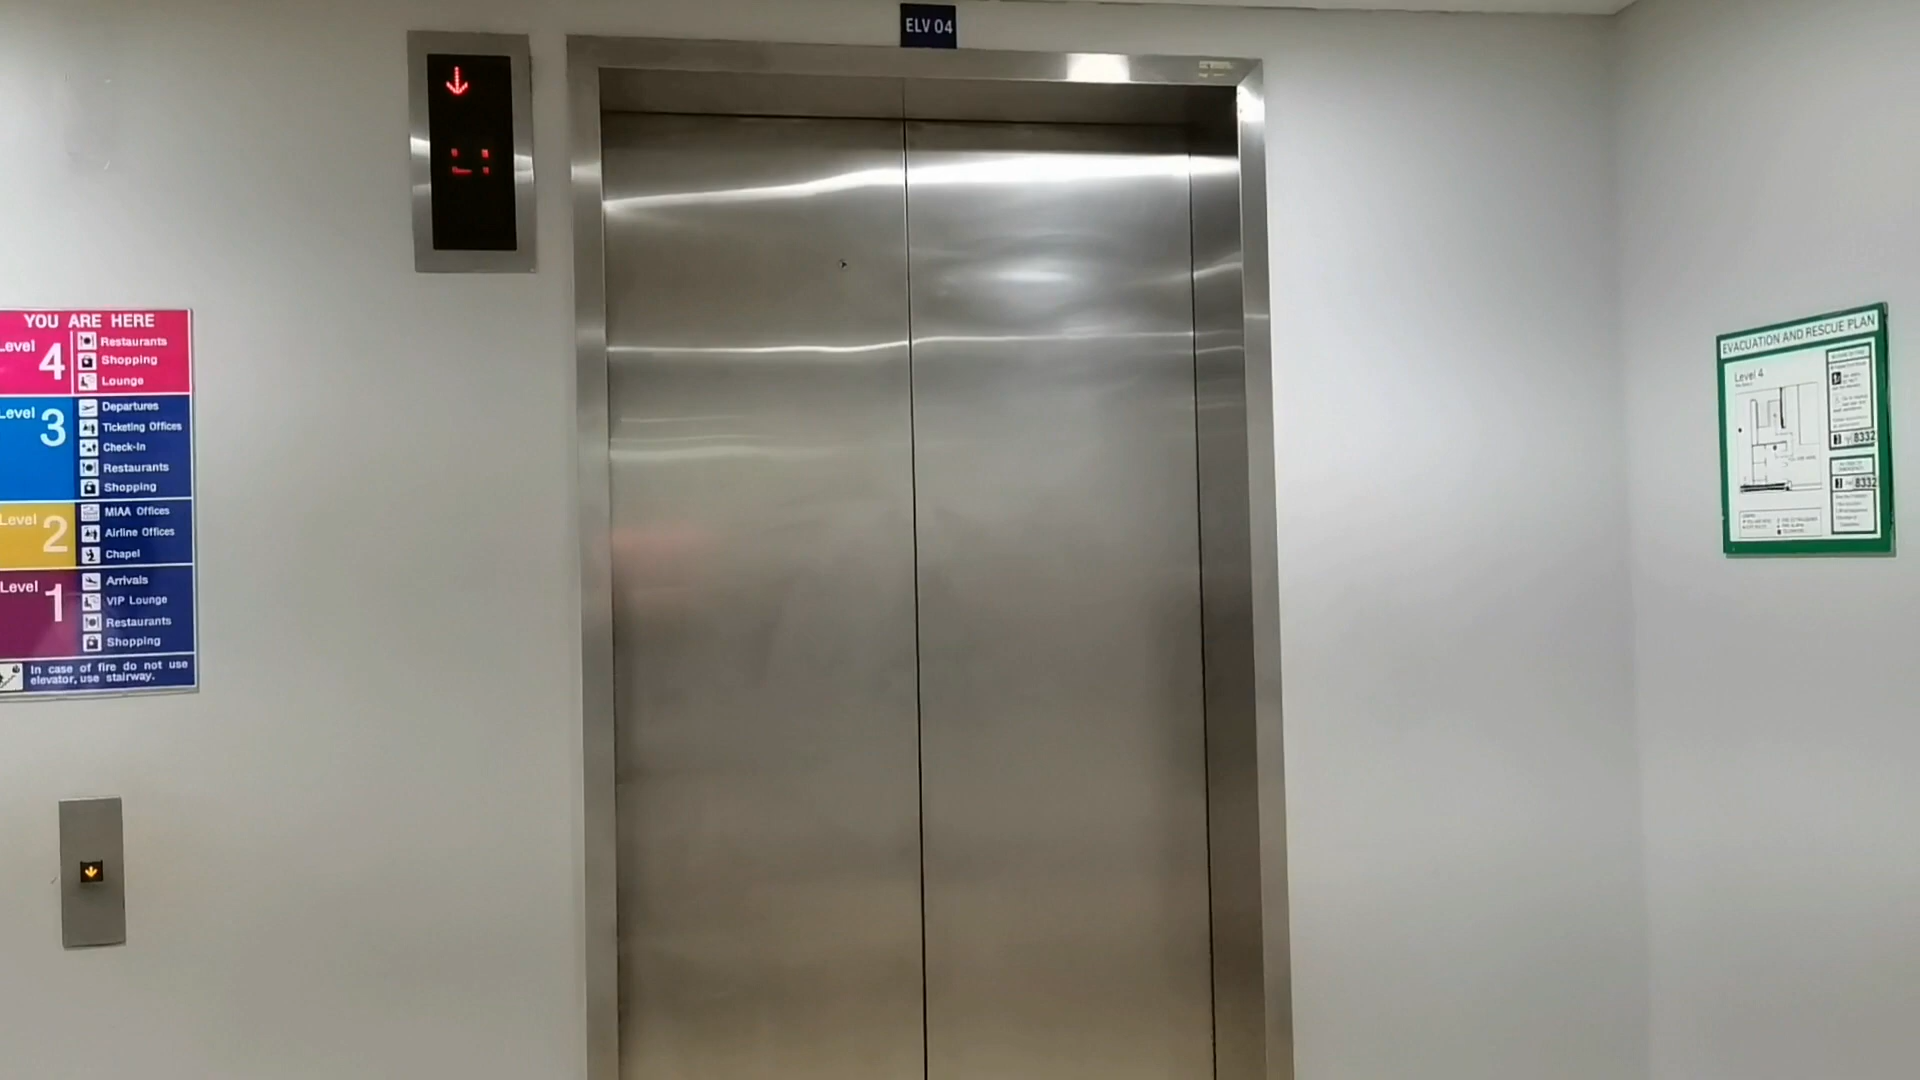 ELV 04
YOU ARE HERE
Level 4
Restaurants
Shopping
Lounge
Level 3
Departures
Ticketing Offices
Check-In
Restaurants
Shopping
Level 2
MIAA Offices
Airline Offices
Chapel
Level 1
Arrivals
VIP Lounge
Restaurants
Shopping
In case of fire do not use
elevator, use stairway.
EVACUATION AND RESCUE PLAN
Level 4
8332
8332